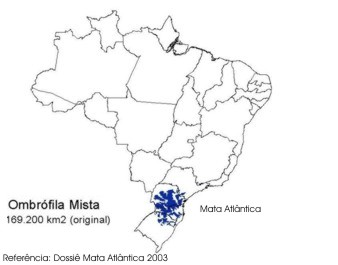 Ombrófila Mista
169.200 km2 (original)
Mata Atlântica
Referência: Dossiê Mata Atlântica 2003